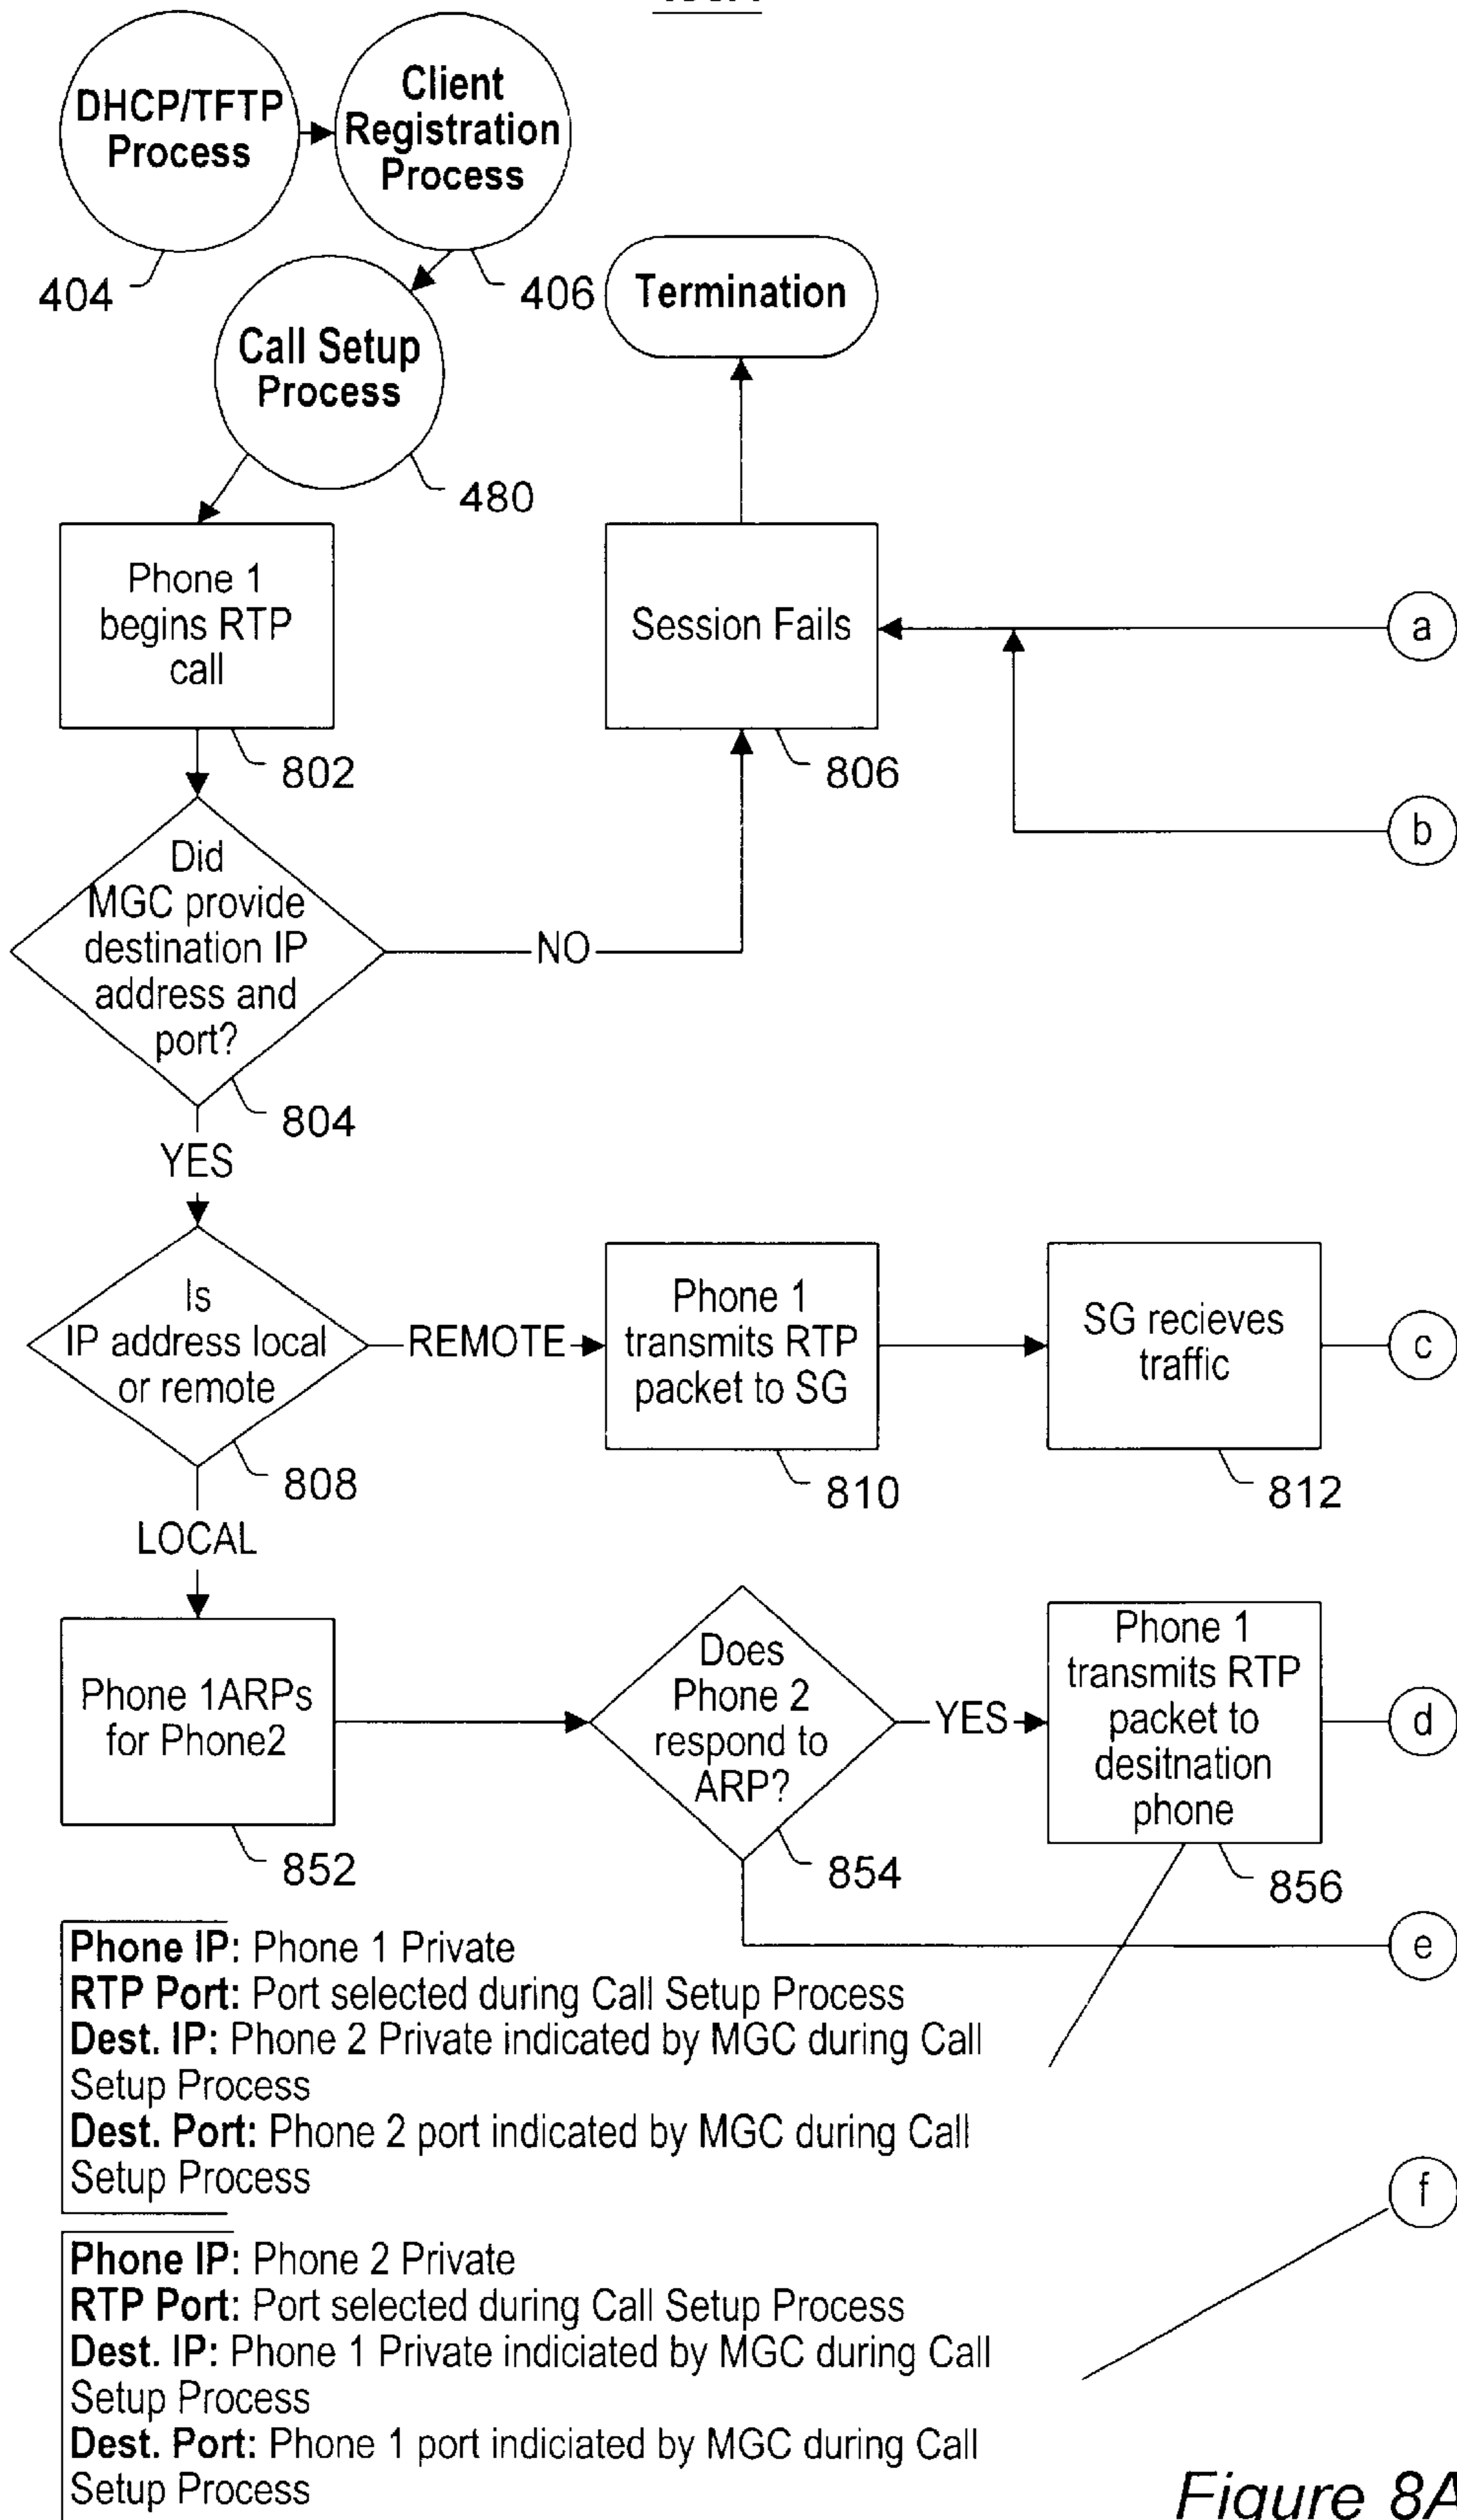 DHCP/TFTP
Process
Client
Registration
Process
404
406
Termination
Call Setup
Process
480
Phone 1
begins RTP
call
802
Session Fails
806
a
b
Did
MGC provide
destination IP
address and
port?
NO
804
YES
Is
IP address local
or remote
REMOTE
808
Phone 1
transmits RTP
packet to SG
810
SG recieves
traffic
812
c
LOCAL
Phone 1ARPs
for Phone2
852
Does
Phone 2
respond to
ARP?
YES
854
Phone 1
transmits RTP
packet to
desitnation
phone
856
d
e
Phone IP: Phone 1 Private
RTP Port: Port selected during Call Setup Process
Dest. IP: Phone 2 Private indicated by MGC during Call
Setup Process
Dest. Port: Phone 2 port indicated by MGC during Call
Setup Process
f
Phone IP: Phone 2 Private
RTP Port: Port selected during Call Setup Process
Dest. IP: Phone 1 Private indiciated by MGC during Call
Setup Process
Dest. Port: Phone 1 port indiciated by MGC during Call
Setup Process
Figure 8A